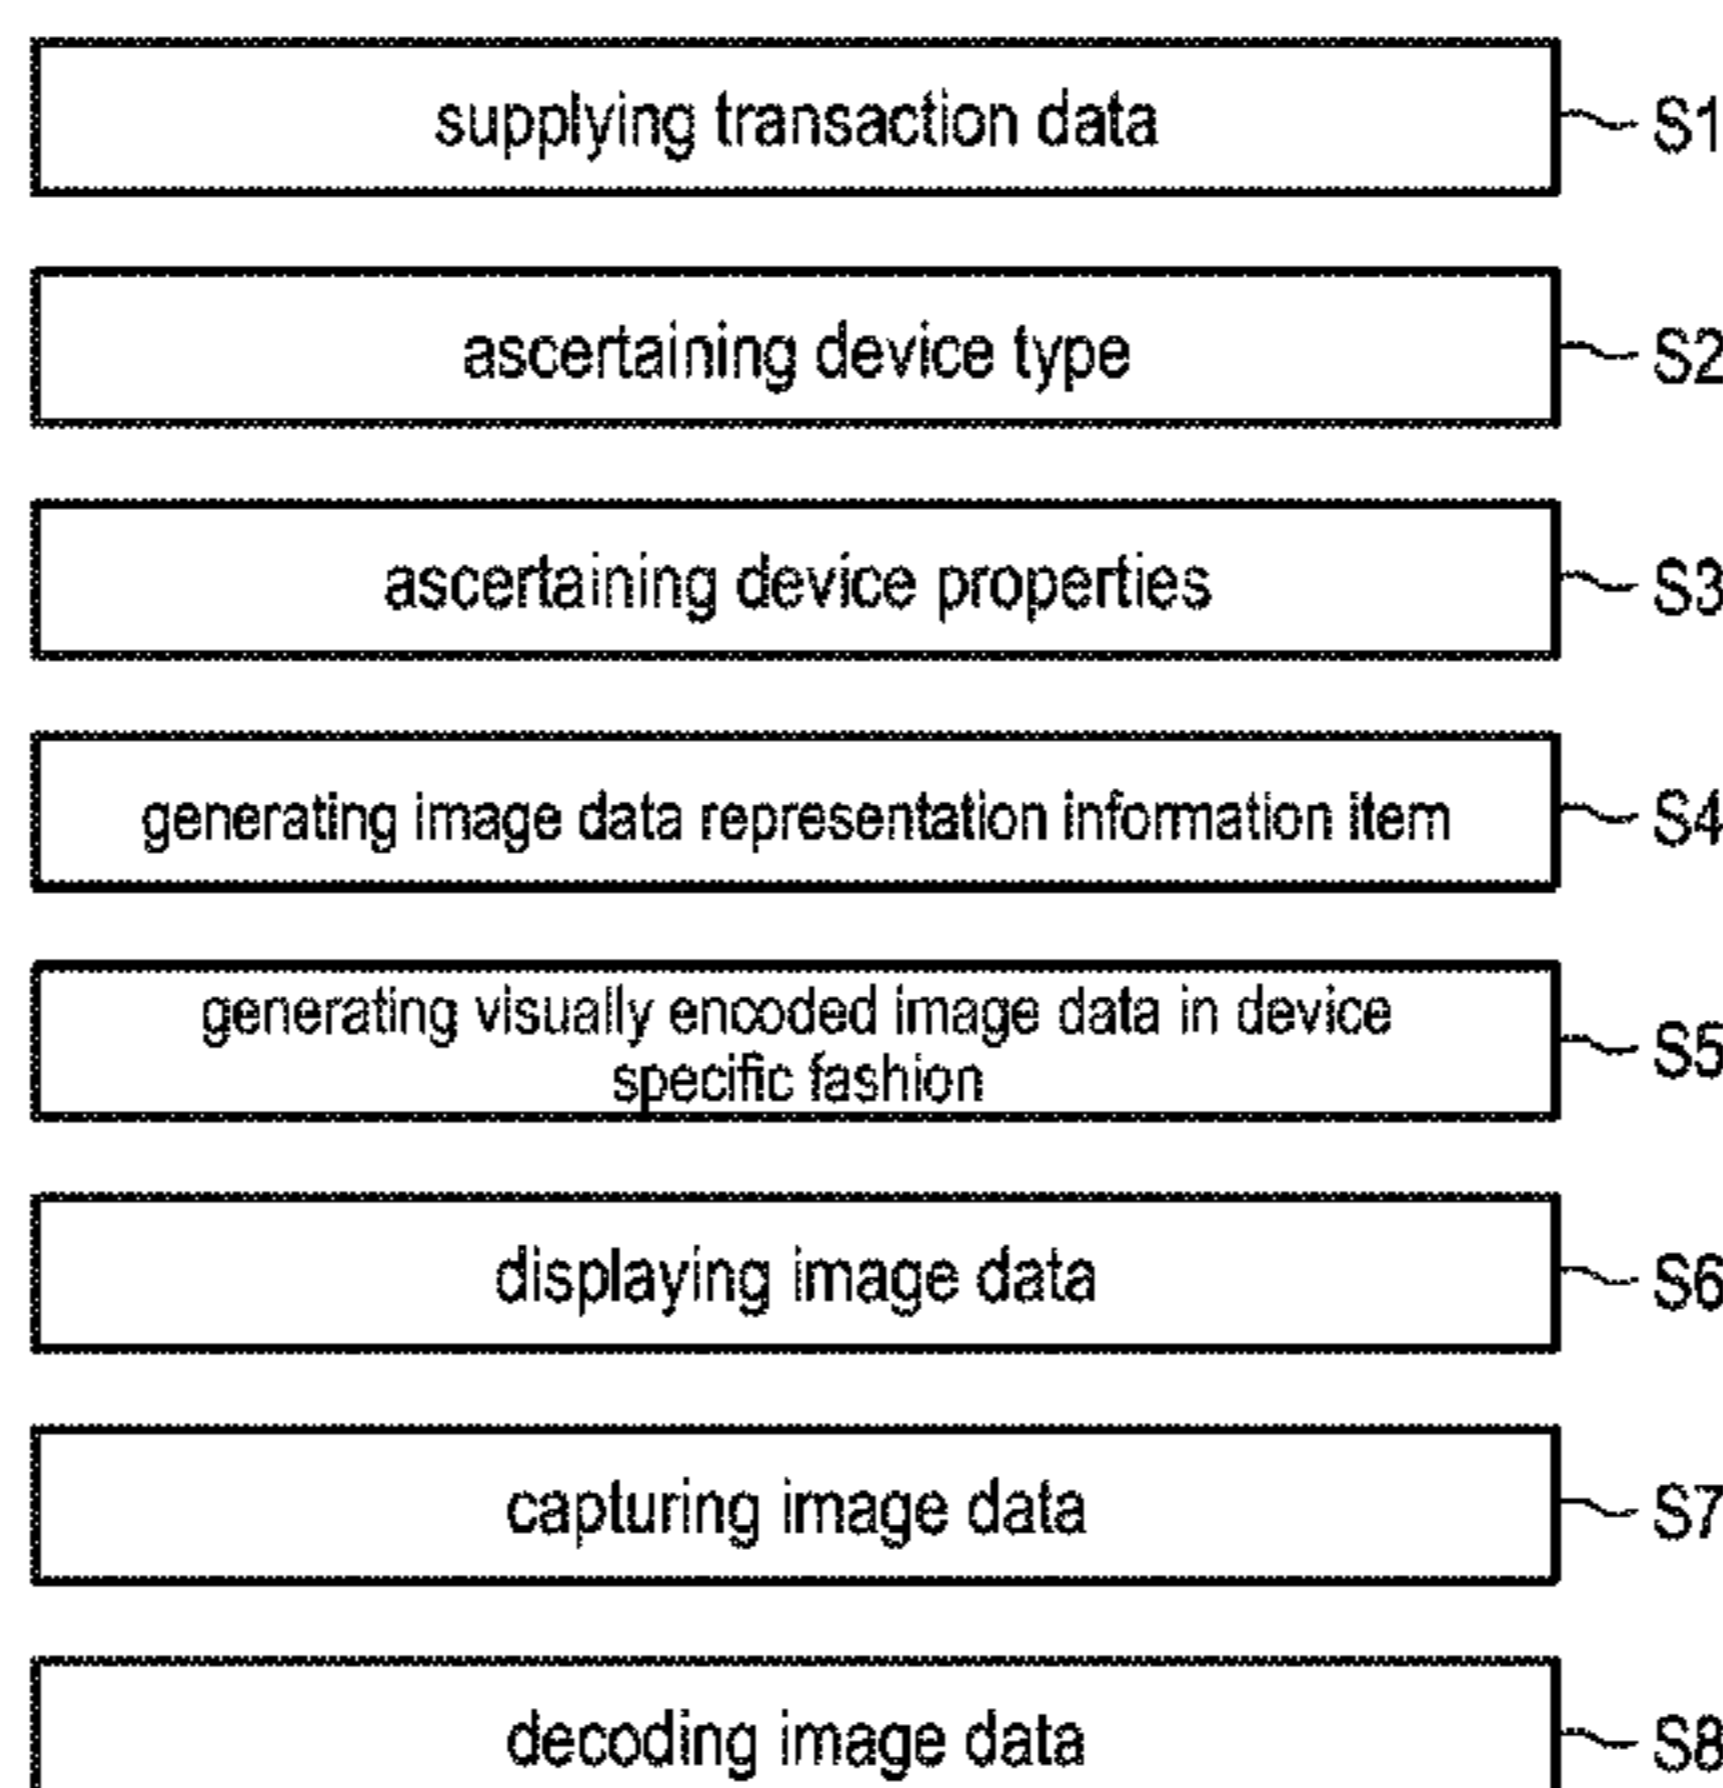 supplying transaction data S1
ascertaining device type S2
ascertaining device properties S3
generating image data representation information item S4
generating visually encoded image data in device
specific fashion S5
displaying image data S6
capturing image data S7
decoding image data S8